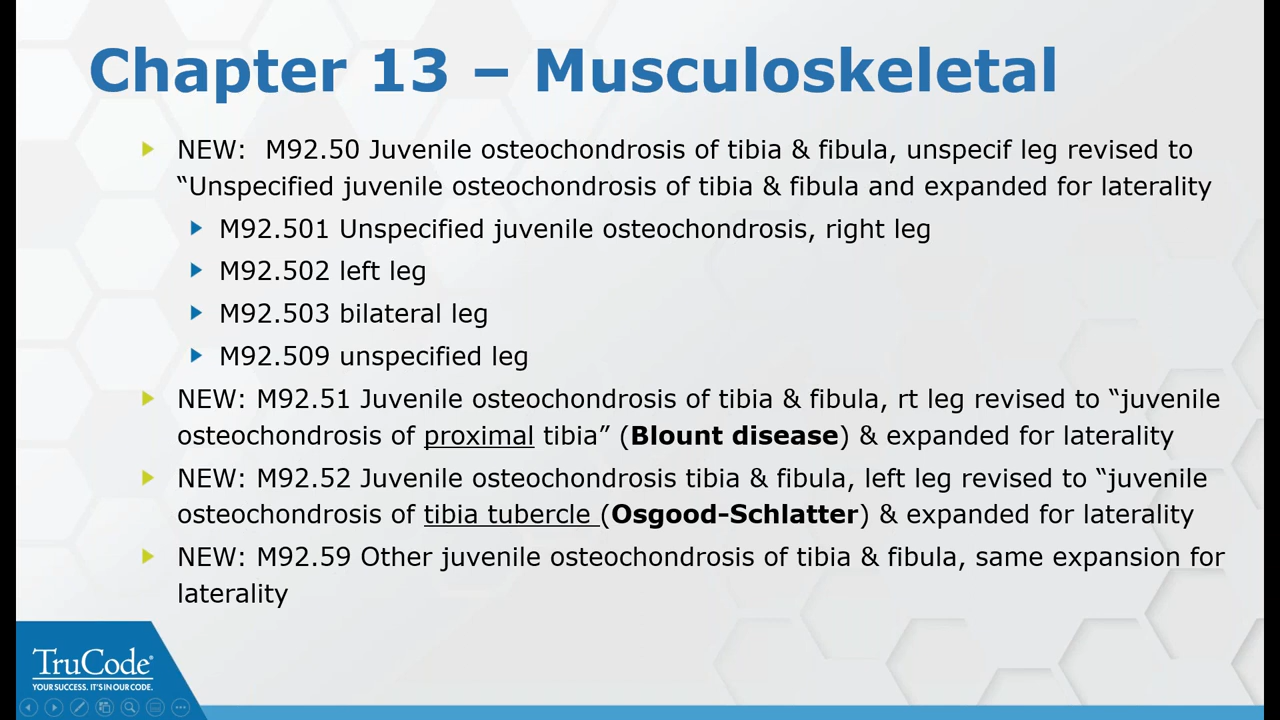 Chapter 13 – Musculoskeletal
NEW:  M92.50 Juvenile osteochondrosis of tibia & fibula, unspecif leg revised to
“Unspecified juvenile osteochondrosis of tibia & fibula and expanded for laterality
M92.501 Unspecified juvenile osteochondrosis, right leg
M92.502 left leg
M92.503 bilateral leg
M92.509 unspecified leg
NEW: M92.51 Juvenile osteochondrosis of tibia & fibula, rt leg revised to “juvenile
osteochondrosis of proximal tibia” (Blount disease) & expanded for laterality
NEW: M92.52 Juvenile osteochondrosis tibia & fibula, left leg revised to “juvenile
osteochondrosis of tibia tubercle (Osgood-Schlatter) & expanded for laterality
NEW: M92.59 Other juvenile osteochondrosis of tibia & fibula, same expansion for
laterality
TruCode®
YOUR SUCCESS. IT'S IN OUR CODE.